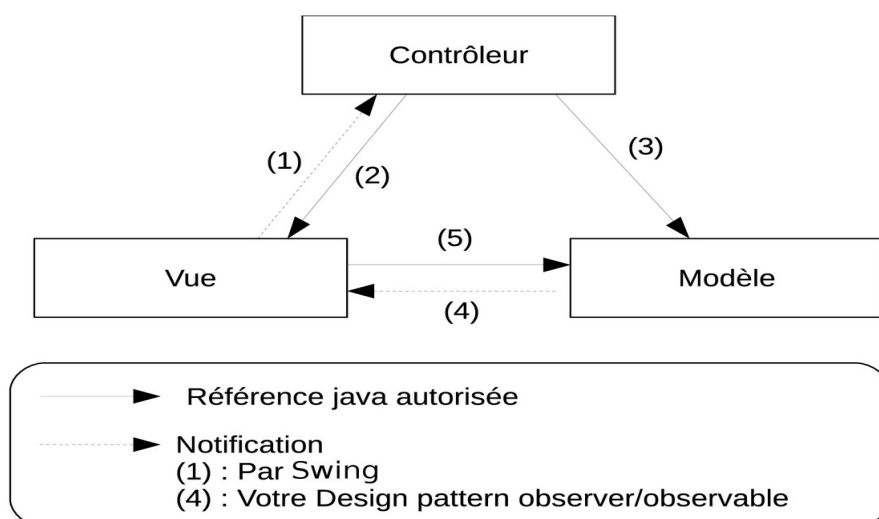 Contrôleur
(1)
(2)
(3)
Vue
(5)
(4)
Modèle
Référence java autorisée
Notification
(1) : Par Swing
(4) : Votre Design pattern observer/observable